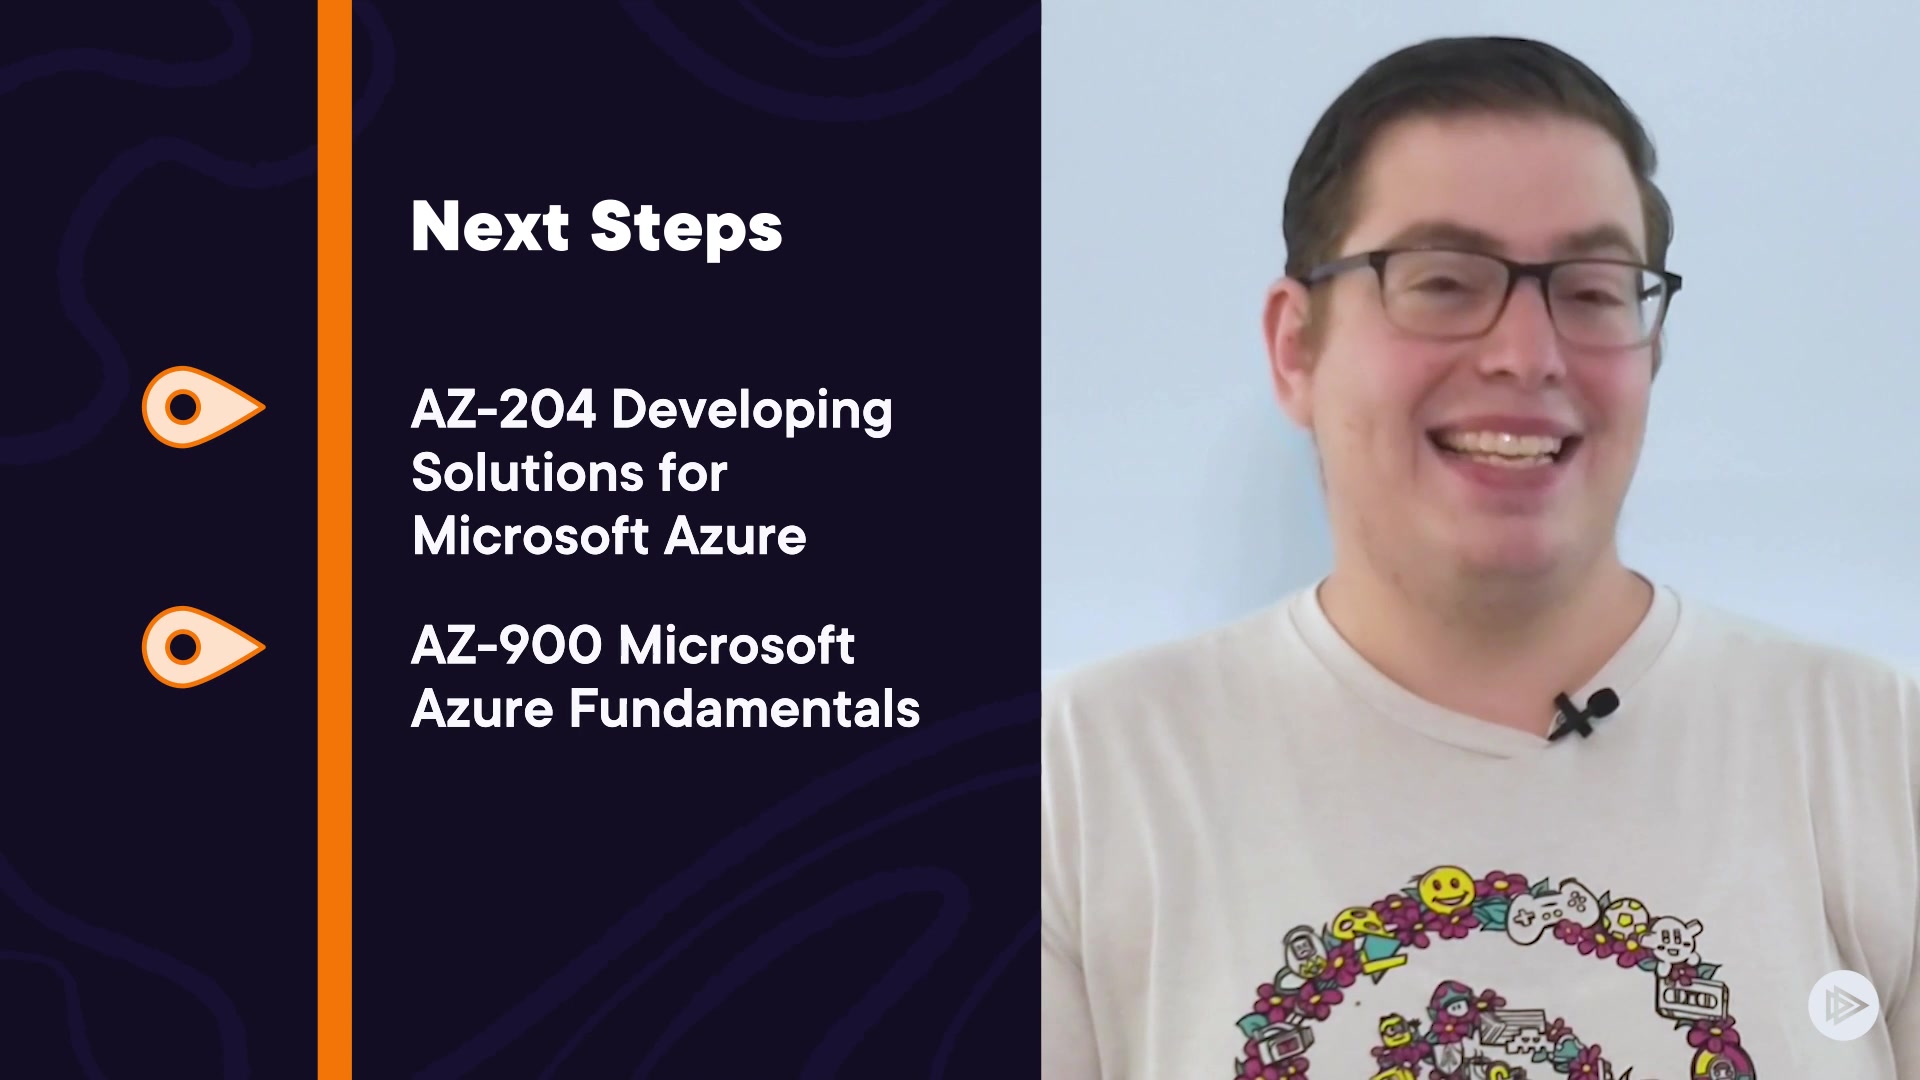 Next Steps
AZ-204 Developing
Solutions for
Microsoft Azure
AZ-900 Microsoft
Azure Fundamentals